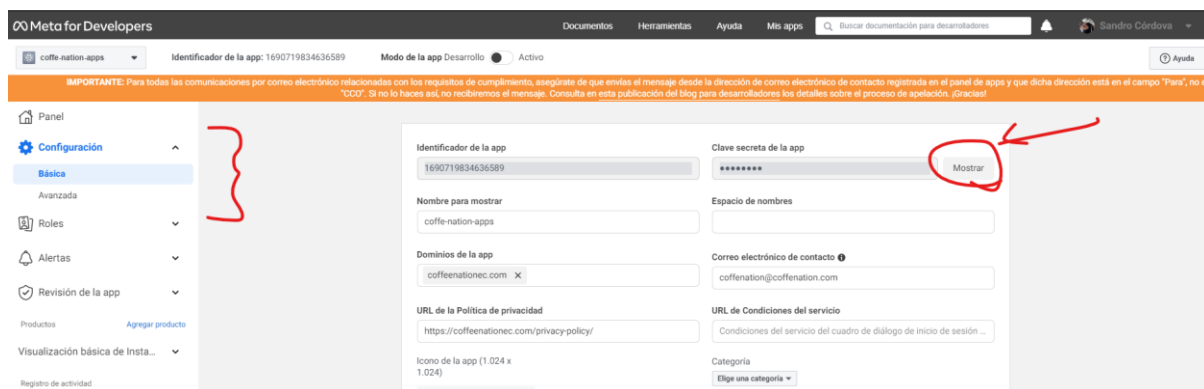 Meta for Developers
Documentos Herramientas Ayuda Mis apps Buscar documentación para desarrolladores Sandro Córdova
coffe-nation-apps Identificador de la app: 1690719834636589 Modo de la app Desarrollo Activo Ayuda
IMPORTANTE: Para todas las comunicaciones por correo electrónico relacionadas con los requisitos de cumplimiento, asegúrate de que envías el mensaje desde la dirección de correo electrónico de contacto registrada en el panel de apps y que dicha dirección está en el campo "Para", no e
"CCO". Si no lo haces así, no recibiremos el mensaje. Consulta en esta publicación del blog para desarrolladores los detalles sobre el proceso de apelación. ¡Gracias!
Panel
Configuración
Básica
Avanzada
Roles
Alertas
Revisión de la app
Productos Agregar producto
Visualización básica de Insta...
Registro de actividad
Identificador de la app
1690719834636589
Clave secreta de la app
●●●●●●●●
Mostrar
Nombre para mostrar
coffe-nation-apps
Espacio de nombres
Dominios de la app
coffeenationec.com
Correo electrónico de contacto
coffenation@coffenation.com
URL de la Política de privacidad
https://coffeenationec.com/privacy-policy/
URL de Condiciones del servicio
Condiciones del servicio del cuadro de diálogo de inicio de sesión ...
Icono de la app (1.024 x
1.024)
Categoría
Elige una categoría